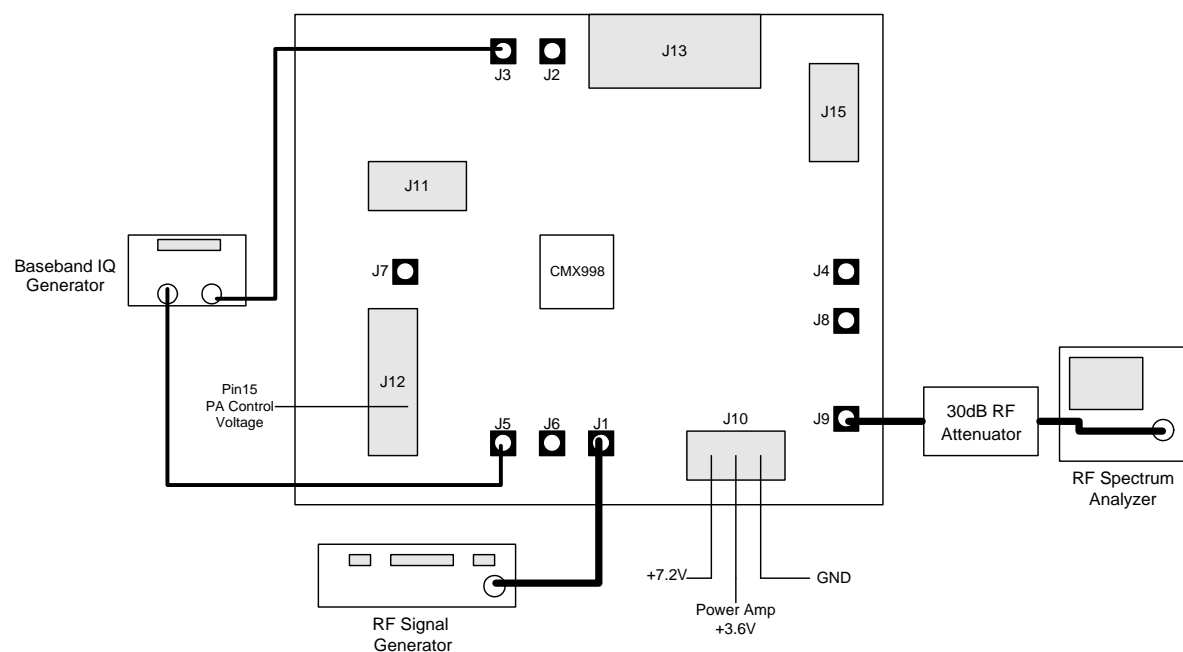 J13
J3
J2
J15
J11
Baseband IQ
Generator
J7
CMX998
J4
J8
J12
Pin15
PA Control
Voltage
J5
J6
J1
J10
J9
30dB RF
Attenuator
RF Spectrum
Analyzer
+7.2V
GND
Power Amp
+3.6V
RF Signal
Generator